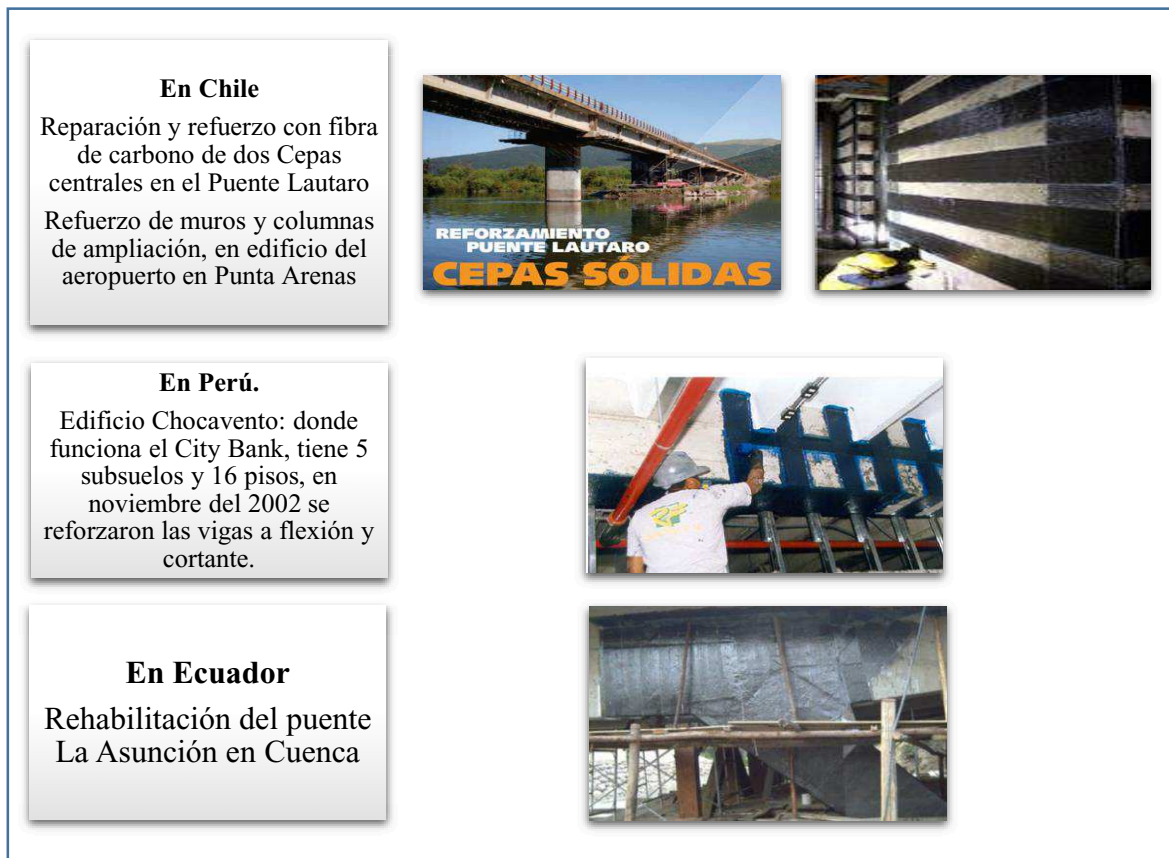 En Chile
Reparación y refuerzo con fibra
de carbono de dos Cepas
centrales en el Puente Lautaro
Refuerzo de muros y columnas
de ampliación, en edificio del
aeropuerto en Punta Arenas
REFORZAMIENTO
PUENTE LAUTARO
CEPAS SÓLIDAS
En Perú.
Edificio Chocavento: donde
funciona el City Bank, tiene 5
subsuelos y 16 pisos, en
noviembre del 2002 se
reforzaron las vigas a flexión y
cortante.
En Ecuador
Rehabilitación del puente
La Asunción en Cuenca